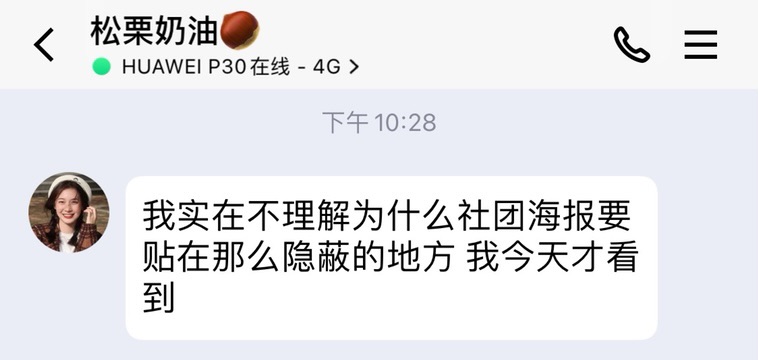 松栗奶油🌰
HUAWEI P30在线 - 4G
下午 10:28
我实在不理解为什么社团海报要
贴在那么隐蔽的地方 我今天才看
到